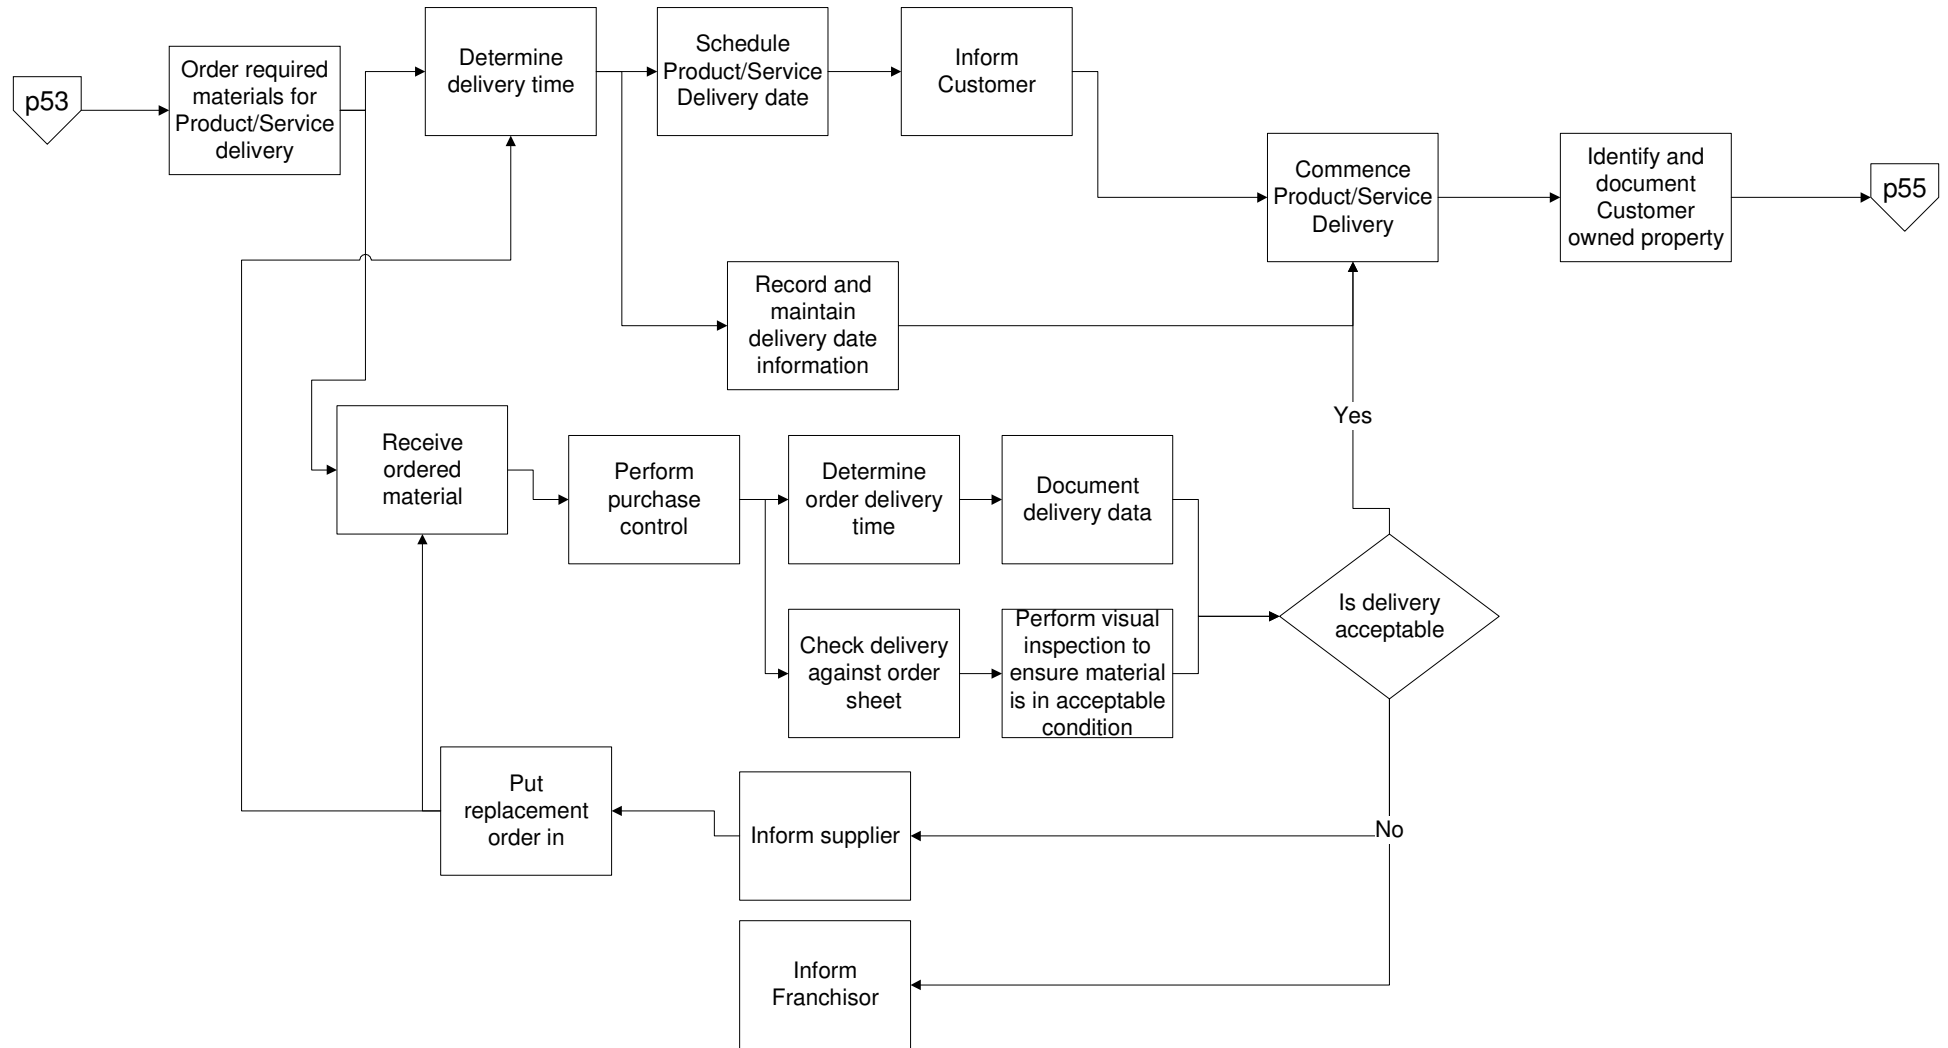 p53
Order required
materials for
Product/Service
delivery
Determine
delivery time
Schedule
Product/Service
Delivery date
Inform
Customer
Commence
Product/Service
Delivery
Identify and
document
Customer
owned property
p55
Record and
maintain
delivery date
information
Yes
Receive
ordered
material
Perform
purchase
control
Determine
order delivery
time
Document
delivery data
Is delivery
acceptable
Check delivery
against order
sheet
Perform visual
inspection to
ensure material
is in acceptable
condition
Put
replacement
order in
Inform supplier
No
Inform
Franchisor